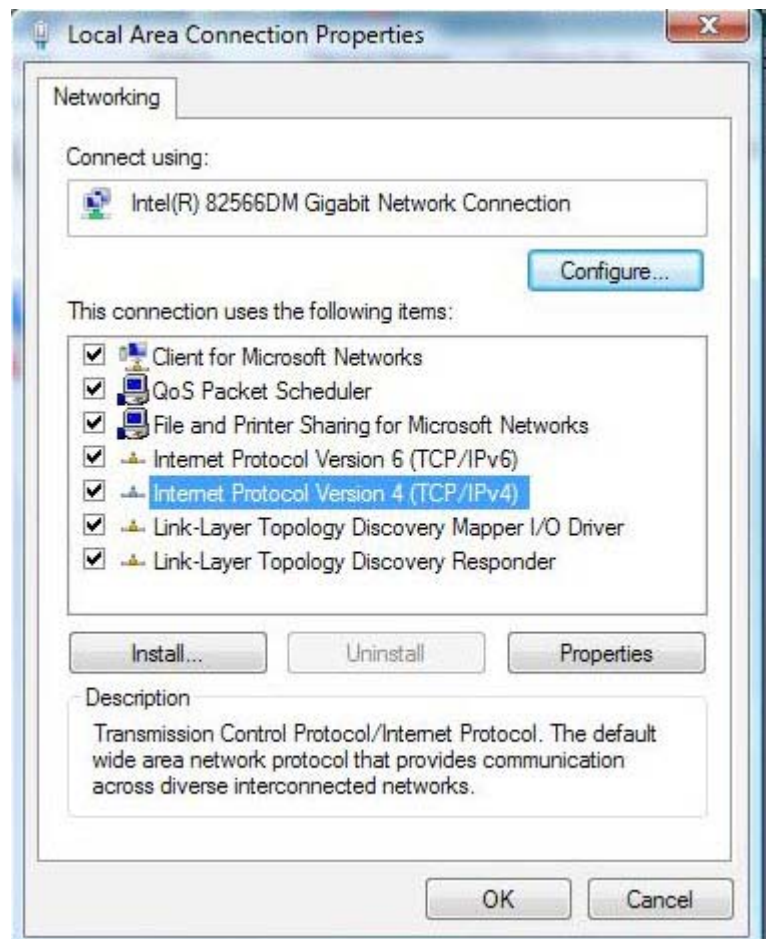 Local Area Connection Properties
Networking
Connect using:
Intel(R) 82566DM Gigabit Network Connection
Configure...
This connection uses the following items:
Client for Microsoft Networks
QoS Packet Scheduler
File and Printer Sharing for Microsoft Networks
Internet Protocol Version 6 (TCP/IPv6)
Internet Protocol Version 4 (TCP/IPv4)
Link-Layer Topology Discovery Mapper I/O Driver
Link-Layer Topology Discovery Responder
Install... Uninstall Properties
Description
Transmission Control Protocol/Internet Protocol. The default
wide area network protocol that provides communication
across diverse interconnected networks.
OK Cancel